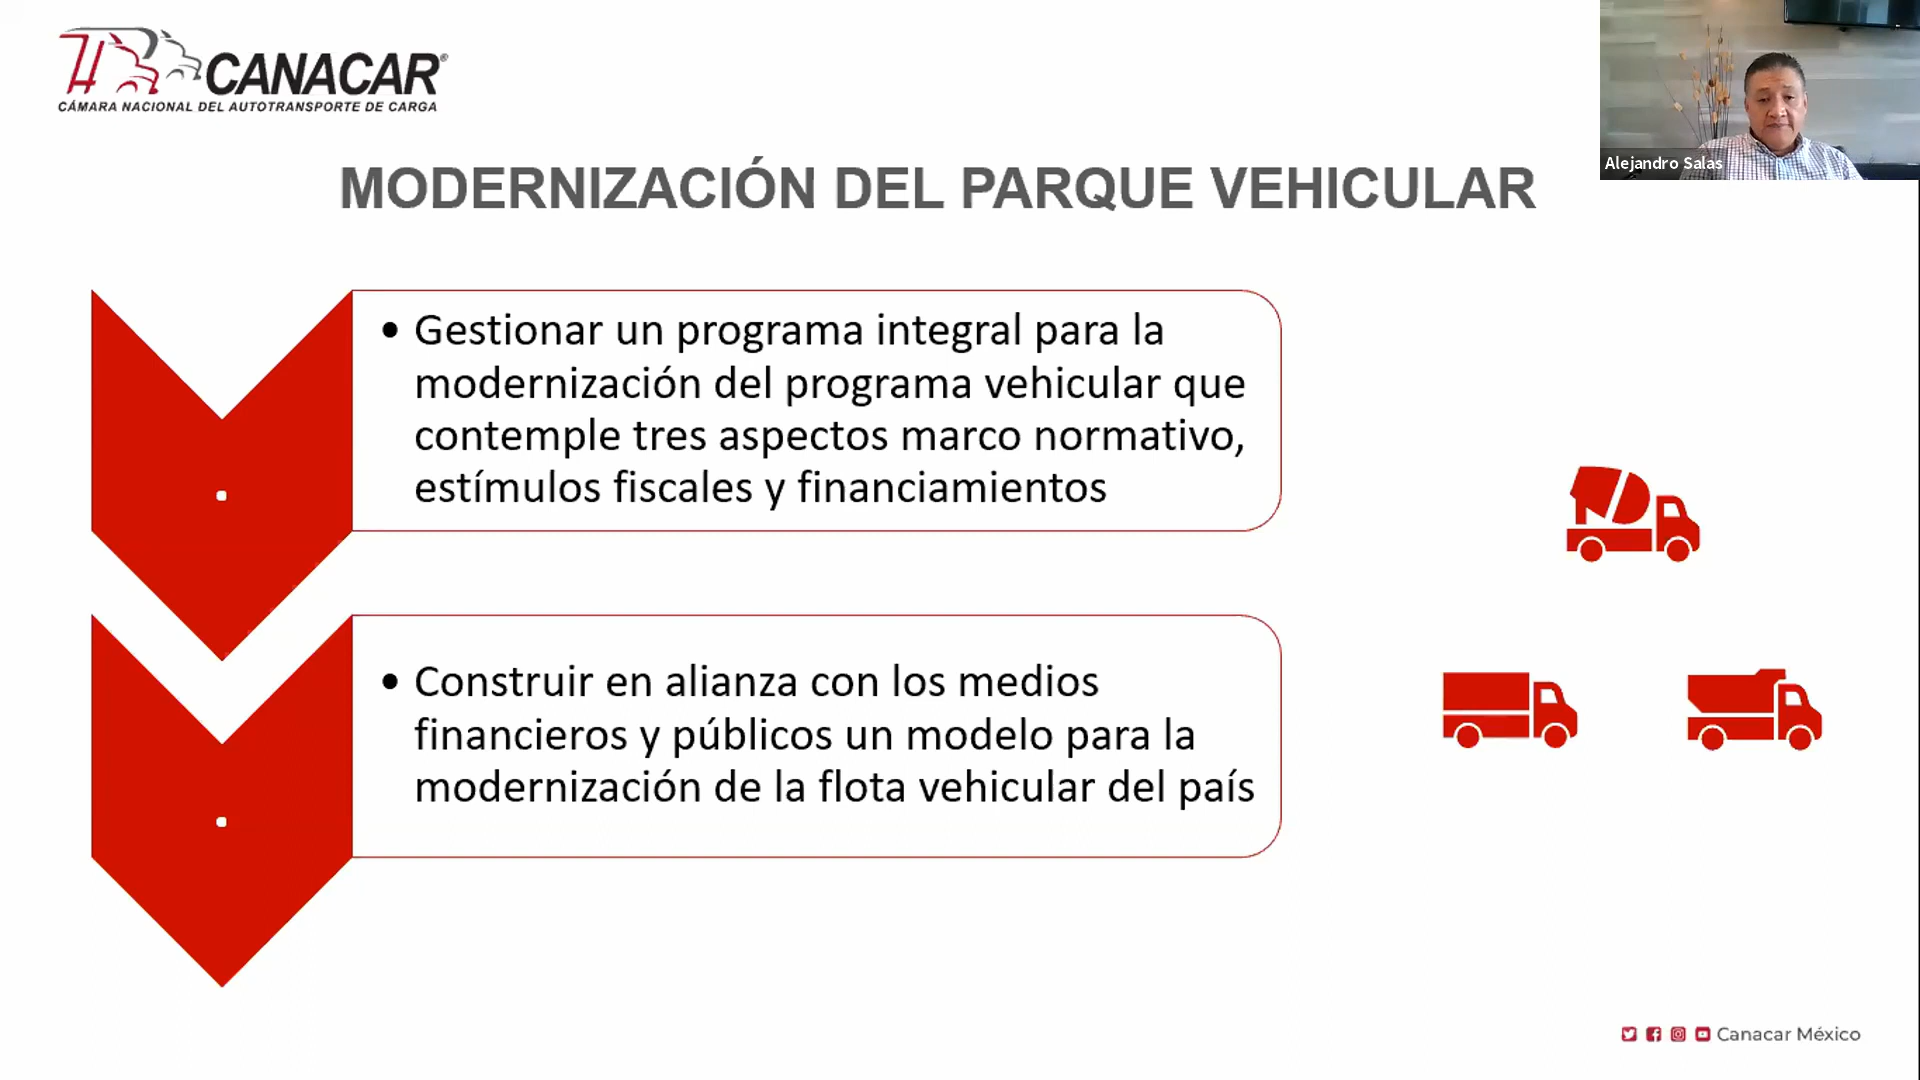 CANACAR®
CÁMARA NACIONAL DEL AUTOTRANSPORTE DE CARGA
Alejandro Salas
MODERNIZACIÓN DEL PARQUE VEHICULAR
• Gestionar un programa integral para la
modernización del programa vehicular que
contemple tres aspectos marco normativo,
estímulos fiscales y financiamientos
• Construir en alianza con los medios
financieros y públicos un modelo para la
modernización de la flota vehicular del país
Canacar México